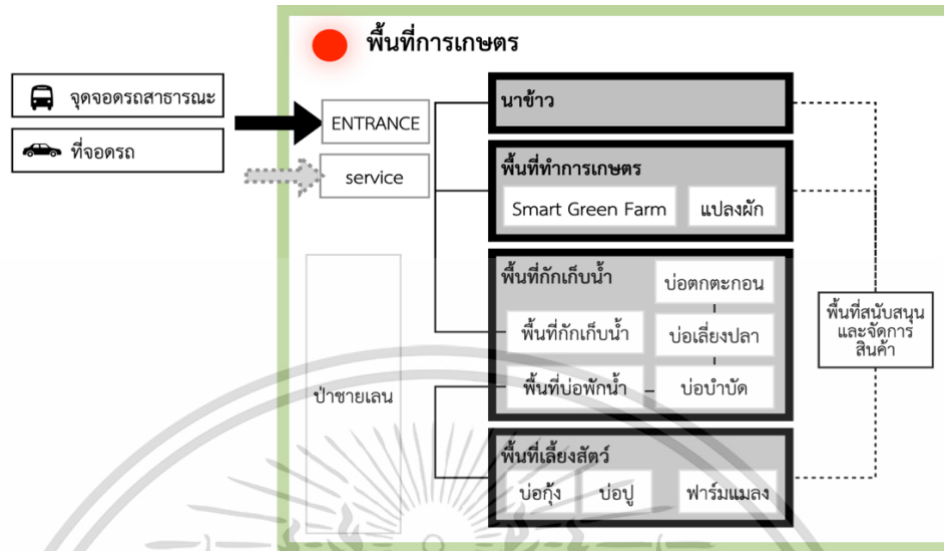 พื้นที่การเกษตร
จุดจอดรถสาธารณะ
ที่จอดรถ
ENTRANCE
service
ป่าชายเลน
นาข้าว
พื้นที่ทำการเกษตร
Smart Green Farm
แปลงผัก
พื้นที่กักเก็บน้ำ
บ่อตกตะกอน
พื้นที่กักเก็บน้ำ
บ่อเลี่ยงปลา
พื้นที่บ่อพักน้ำ
บ่อบำบัด
พื้นที่เลี้ยงสัตว์
บ่อกุ้ง
บ่อปู
ฟาร์มแมลง
พื้นที่สนับสนุน
และจัดการ
สินค้า